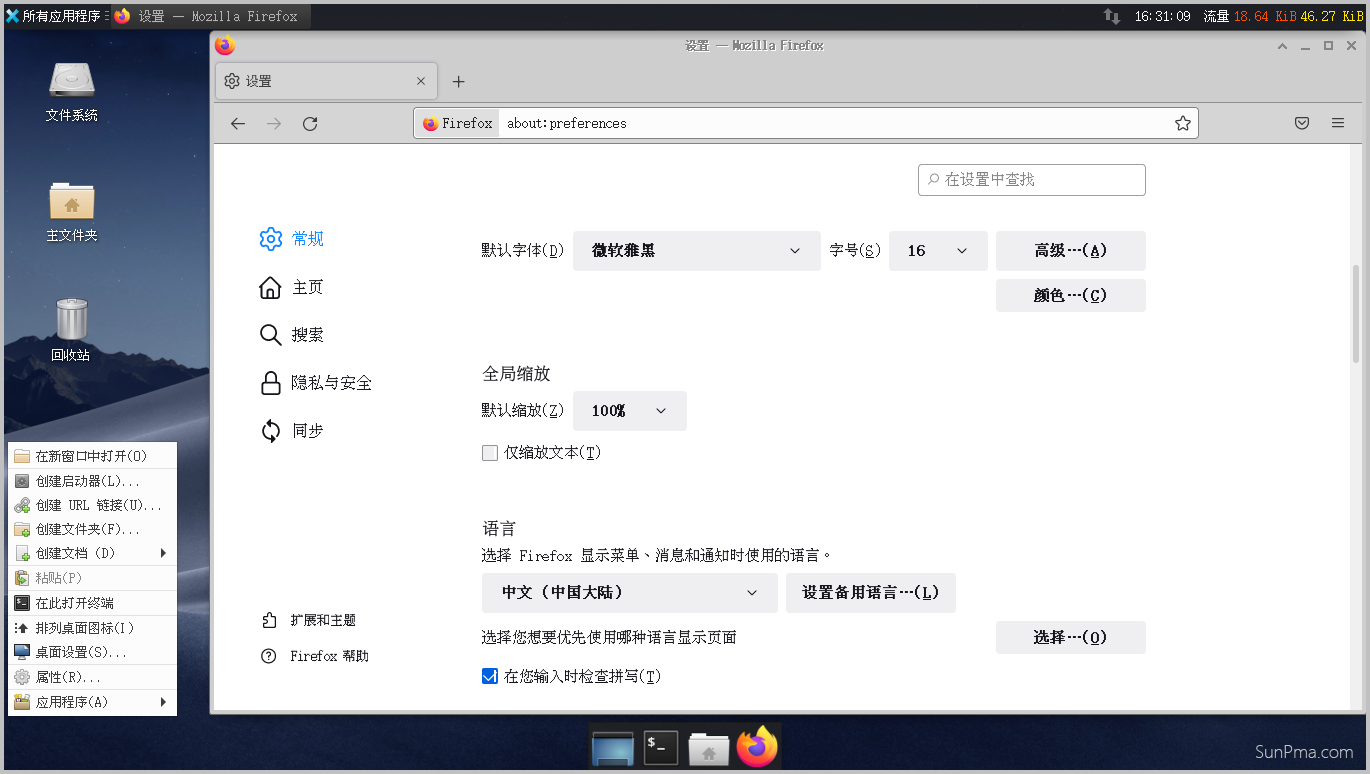 所有应用程序
设置 — Mozilla Firefox
16:31:09 流量 18.64 KiB 46.27 KiB
文件系统
主文件夹
回收站
在新窗口中打开(O)
创建启动器(L)...
创建 URL 链接(U)...
创建文件夹(F)...
创建文档 (D)
粘贴(P)
在此打开终端
排列桌面图标(I)
桌面设置(S)...
属性(R)...
应用程序(A)
设置 — Mozilla Firefox
设置
Firefox about:preferences
在设置中查找
常规
主页
搜索
隐私与安全
同步
扩展和主题
Firefox 帮助
默认字体(D) 微软雅黑 字号(S) 16 高级…(A)
颜色…(C)
全局缩放
默认缩放(Z) 100%
仅缩放文本(T)
语言
选择 Firefox 显示菜单、消息和通知时使用的语言。
中文（中国大陆） 设置备用语言…(L)
选择您想要优先使用哪种语言显示页面 选择…(O)
在您输入时检查拼写(T)
$_
SunPma.com